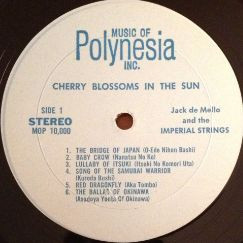 MUSIC OF
Polynesia
INC.
CHERRY BLOSSOMS IN THE SUN
SIDE 1
STEREO
MOP 10,000
Jack de Mello
and the
IMPERIAL STRINGS
1. THE BRIDGE OF JAPAN (O-Edo Nihon Bashi)
2. BABY CROW (Nanatsu No Ko)
3. LULLABY OF ITSUKI (Itsuki No Komori Uta)
4. SONG OF THE SAMURAI WARRIOR
(Kuroda Bushi)
5. RED DRAGONFLY (Aka Tombo)
6. THE BALLAD OF OKINAWA
(Asadoya Yunta Of Okinawa)